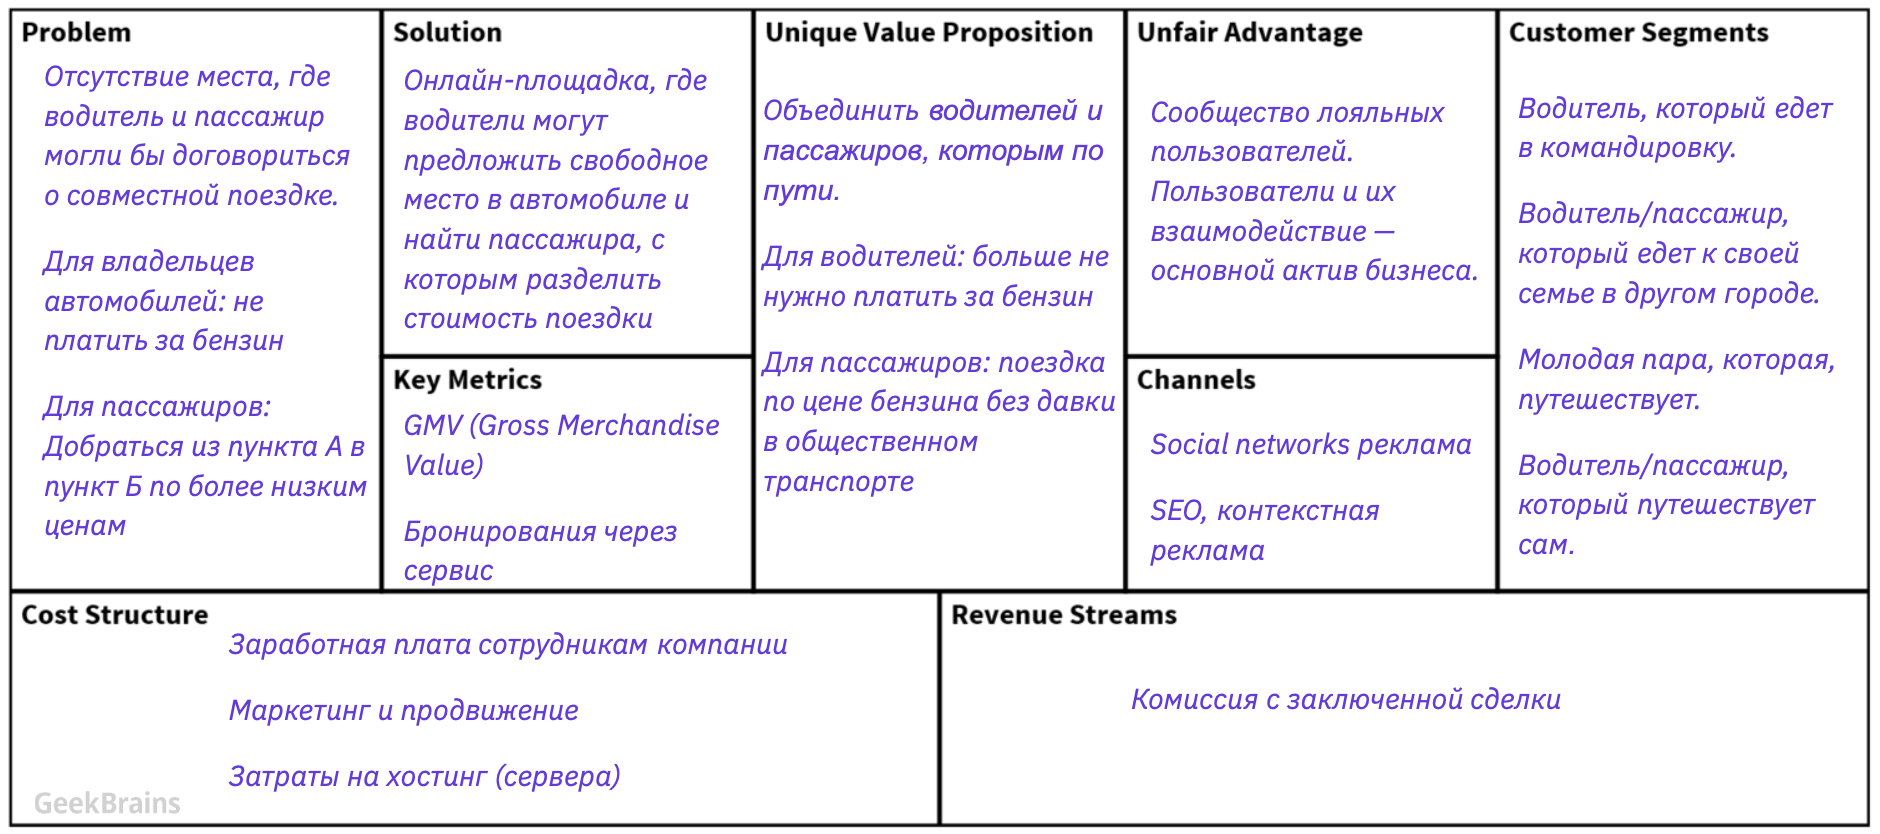 Problem
Отсутствие места, где
водитель и пассажир
могли бы договориться
о совместной поездке.
Для владельцев
автомобилей: не
платить за бензин
Для пассажиров:
Добраться из пункта А в
пункт Б по более низким
ценам
Solution
Онлайн-площадка, где
водители могут
предложить свободное
место в автомобиле и
найти пассажира, с
которым разделить
стоимость поездки
Key Metrics
GMV (Gross Merchandise
Value)
Бронирования через
сервис
Unique Value Proposition
Объединить водителей и
пассажиров, которым по
пути.
Для водителей: больше не
нужно платить за бензин
Для пассажиров: поездка
по цене бензина без давки
в общественном
транспорте
Unfair Advantage
Сообщество лояльных
пользователей.
Пользователи и их
взаимодействие —
основной актив бизнеса.
Channels
Social networks реклама
SEO, контекстная
реклама
Customer Segments
Водитель, который едет
в командировку.
Водитель/пассажир,
который едет к своей
семье в другом городе.
Молодая пара, которая,
путешествует.
Водитель/пассажир,
который путешествует
сам.
Cost Structure
Заработная плата сотрудникам компании
Маркетинг и продвижение
Затраты на хостинг (сервера)
GeekBrains
Revenue Streams
Комиссия с заключенной сделки